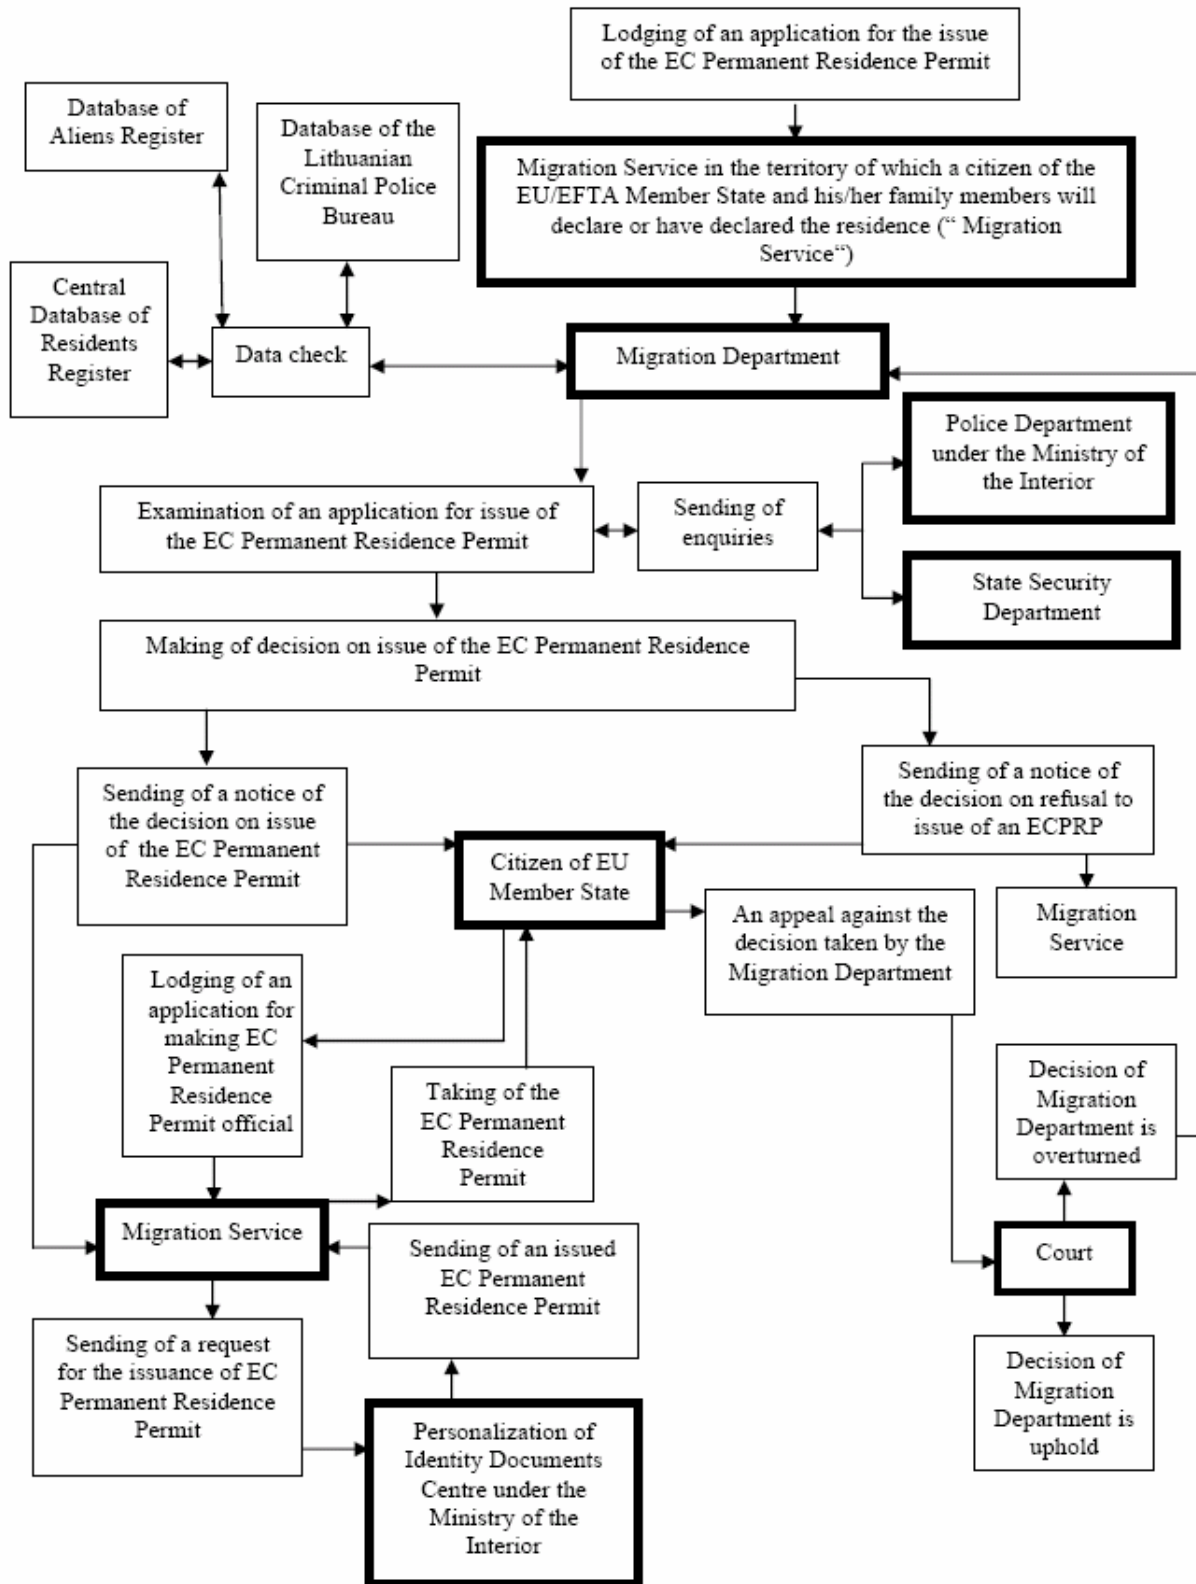 Lodging of an application for the issue
of the EC Permanent Residence Permit
Database of
Aliens Register
Database of the
Lithuanian
Criminal Police
Bureau
Migration Service in the territory of which a citizen of the
EU/EFTA Member State and his/her family members will
declare or have declared the residence (“ Migration
Service“)
Central
Database of
Residents
Register
Data check
Migration Department
Police Department
under the Ministry of
the Interior
Examination of an application for issue of
the EC Permanent Residence Permit
Sending of
enquiries
State Security
Department
Making of decision on issue of the EC Permanent Residence
Permit
Sending of a notice of
the decision on issue
of the EC Permanent
Residence Permit
Sending of a notice of
the decision on refusal to
issue of an ECPRP
Citizen of EU
Member State
An appeal against the
decision taken by the
Migration Department
Migration
Service
Lodging of an
application for
making EC
Permanent
Residence
Permit official
Taking of the
EC Permanent
Residence
Permit
Decision of
Migration
Department is
overturned
Migration Service
Sending of an issued
EC Permanent
Residence Permit
Court
Sending of a request
for the issuance of EC
Permanent Residence
Permit
Decision of
Migration
Department is
uphold
Personalization of
Identity Documents
Centre under the
Ministry of the
Interior